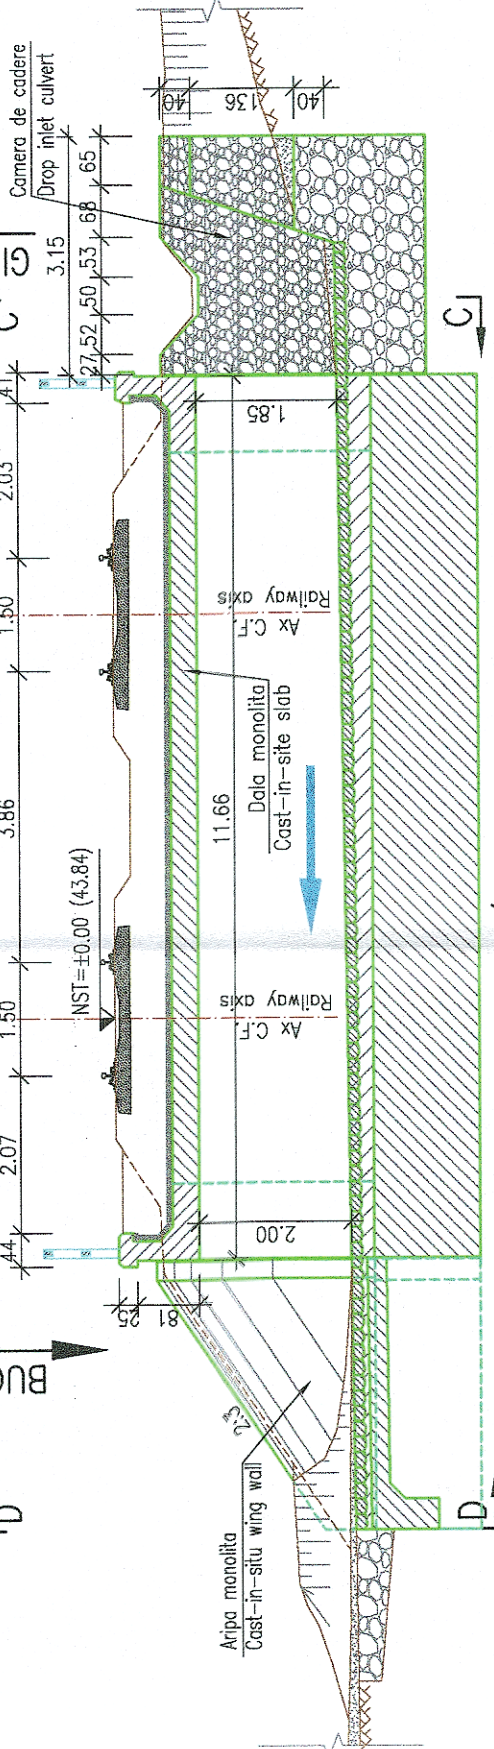 Camera de cadere
Drop inlet culvert
3.15
27
52
50
53
68
65
40
136
40
C
GI
C
41
2.03
1.50
3.86
1.50
2.07
44
NST=±0.00 (43.84)
1.85
Ax C.F.
Railway axis
Dala monolita
Cast-in-site slab
11.66
Ax C.F.
Railway axis
2.00
25
81
BUC
2:3
Aripa monolita
Cast-in-situ wing wall
D
D